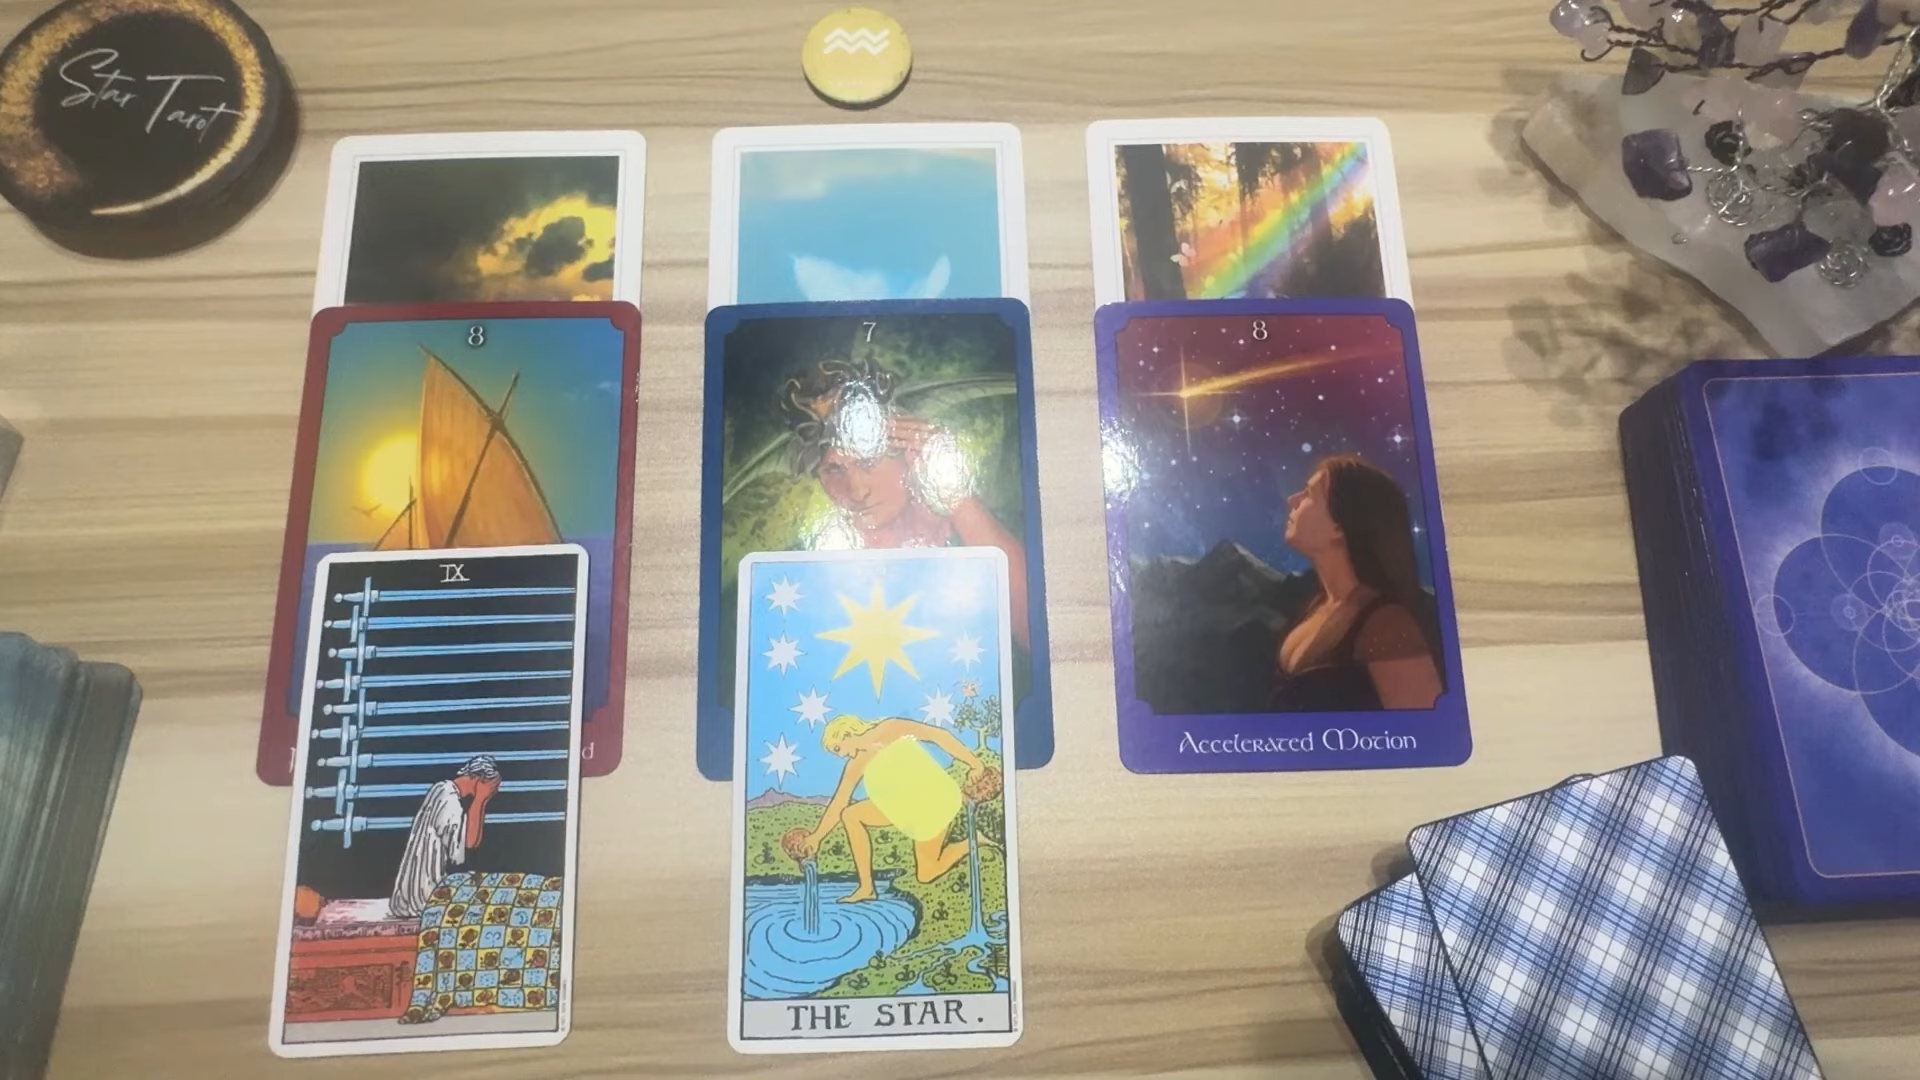 Star Tarot
8
7
8
IX
Accelerated Motion
THE STAR.